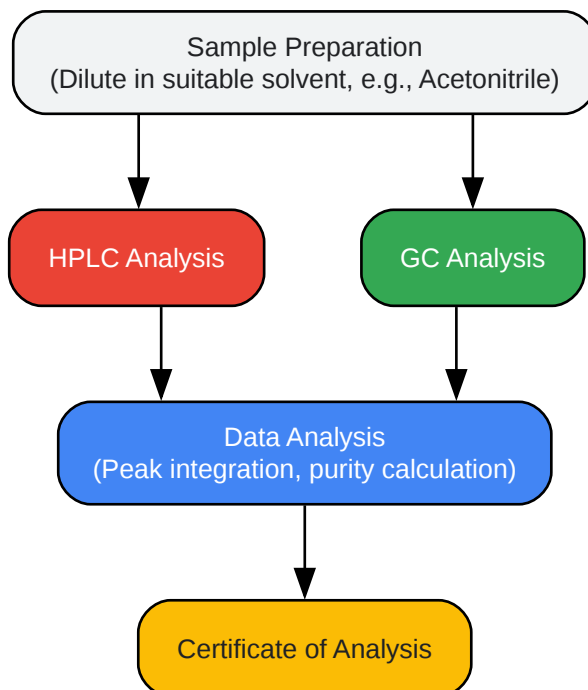 Sample Preparation
(Dilute in suitable solvent, e.g., Acetonitrile)
HPLC Analysis
GC Analysis
Data Analysis
(Peak integration, purity calculation)
Certificate of Analysis